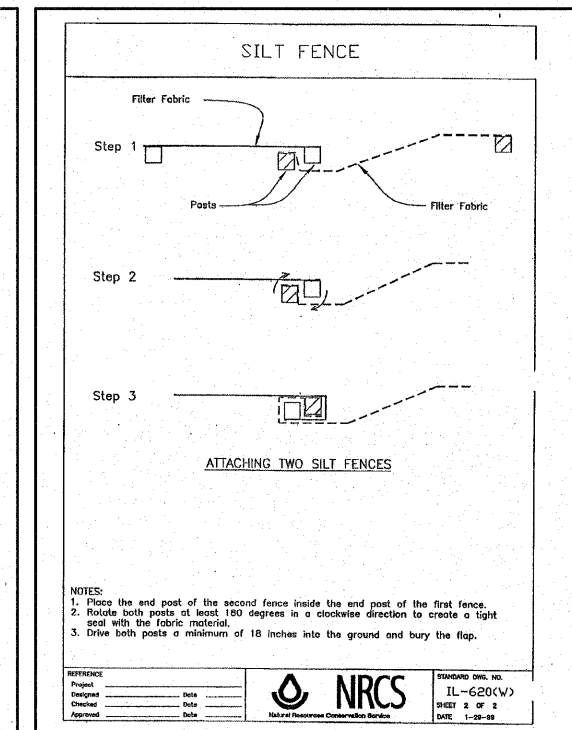 SILT FENCE
Filter Fabric
Step 1
Posts
Filter Fabric
Step 2
Step 3
ATTACHING TWO SILT FENCES
NOTES:
1. Place the end post of the second fence inside the end post of the first fence.
2. Rotate both posts at least 180 degrees in a clockwise direction to create a tight
seal with the fabric material.
3. Drive both posts a minimum of 18 inches into the ground and bury the flap.
REFERENCE
Project
Designed Date
Checked Date
Approved Date
NRCS
Natural Resources Conservation Service
STANDARD DWG. NO.
IL-620(W)
SHEET 2 OF 2
DATE 1-29-99